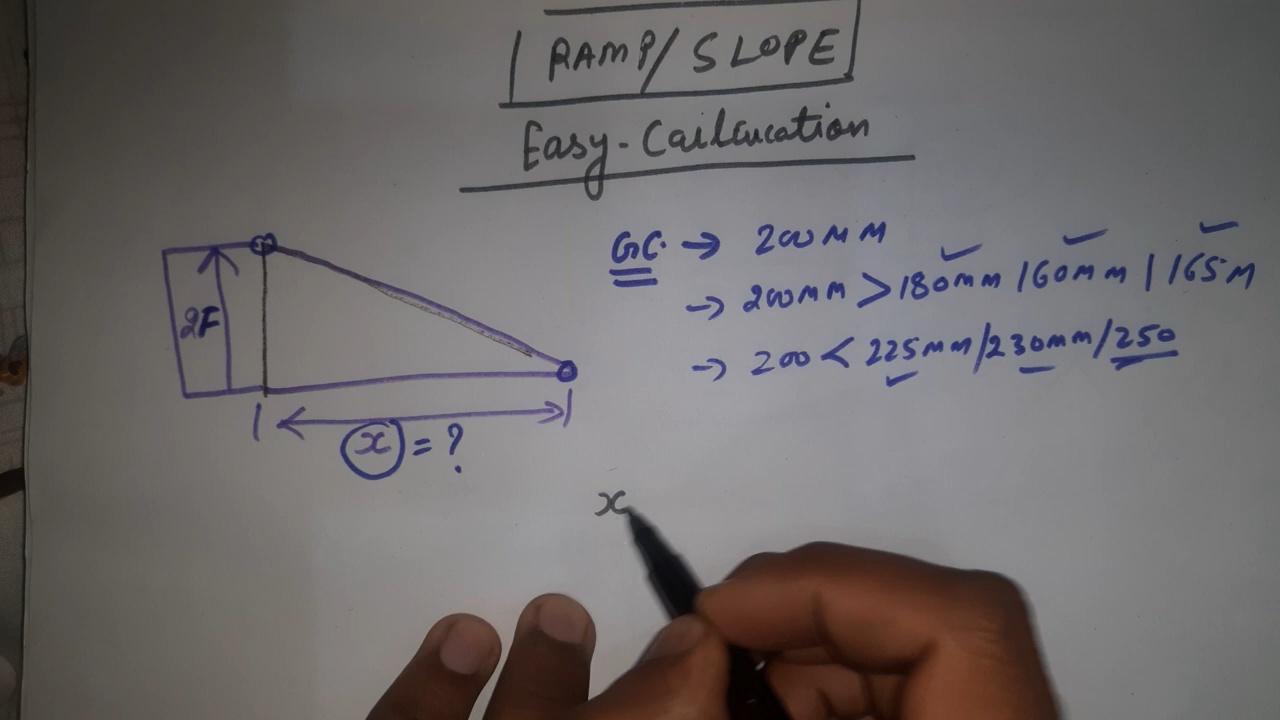 RAMP/SLOPE
Easy-Cailcucation
2F
x = ?
GC. → 200MM
→ 200MM > 180MM/160MM/165M
→ 200 < 225MM/230MM/250
x